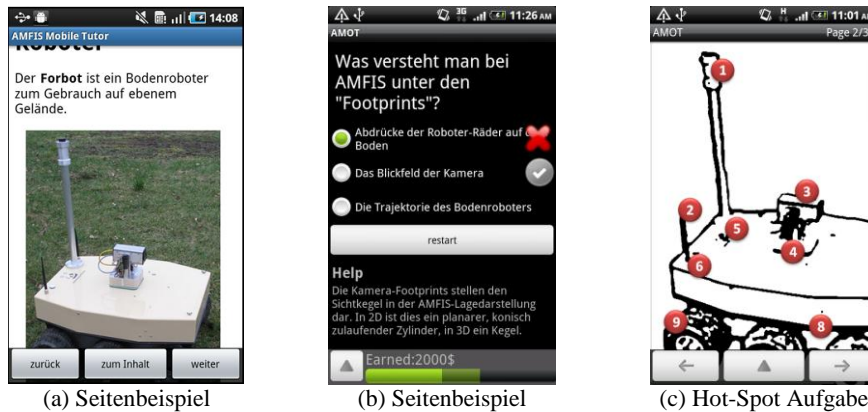 14:08
AMFIS Mobile Tutor
Roboter
Der Forbot ist ein Bodenroboter
zum Gebrauch auf ebenem
Gelände.
zurück
zum Inhalt
weiter
(a) Seitenbeispiel
3G
11:26 AM
AMOT
Was versteht man bei
AMFIS unter den
"Footprints"?
Abdrücke der Roboter-Räder auf
Boden
Das Blickfeld der Kamera
Die Trajektorie des Bodenroboters
restart
Help
Die Kamera-Footprints stellen den
Sichtkegel in der AMFIS-Lagedarstellung
dar. In 2D ist dies ein planarer, konisch
zulaufender Zylinder, in 3D ein Kegel.
Earned:2000$
(b) Seitenbeispiel
H
11:01
AMOT
Page 2/3
1
2
3
5
4
6
9
8
(c) Hot-Spot Aufgabe